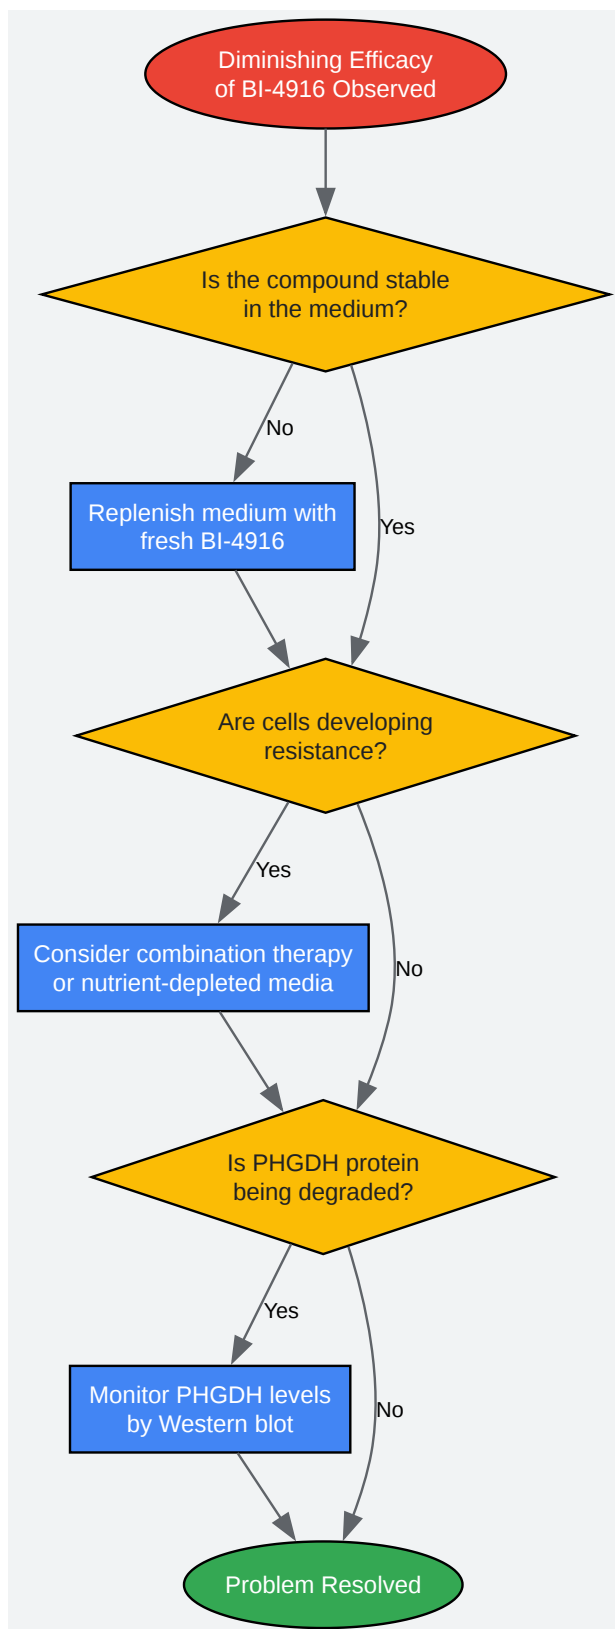 Diminishing Efficacy
of BI-4916 Observed
Is the compound stable
in the medium?
No
Replenish medium with
fresh BI-4916
Yes
Are cells developing
resistance?
Yes
Consider combination therapy
or nutrient-depleted media
No
Is PHGDH protein
being degraded?
Yes
Monitor PHGDH levels
by Western blot
No
Problem Resolved